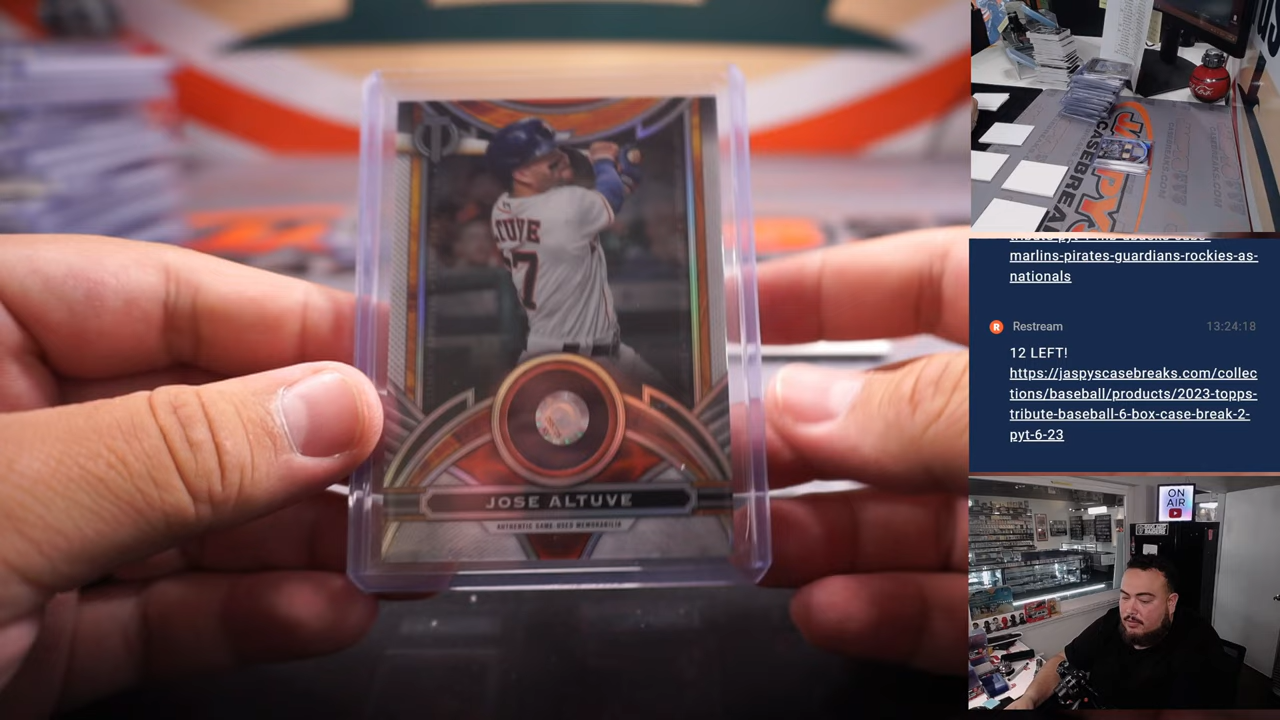 TUVE
7
JOSE ALTUVE
AUTHENTIC GAME-USED MEMORABILIA
marlins-pirates-guardians-rockies-as-
nationals
R Restream 13:24:18
12 LEFT!
https://jaspyscasebreaks.com/collec
tions/baseball/products/2023-topps-
tribute-baseball-6-box-case-break-2-
pyt-6-23
ON
AIR